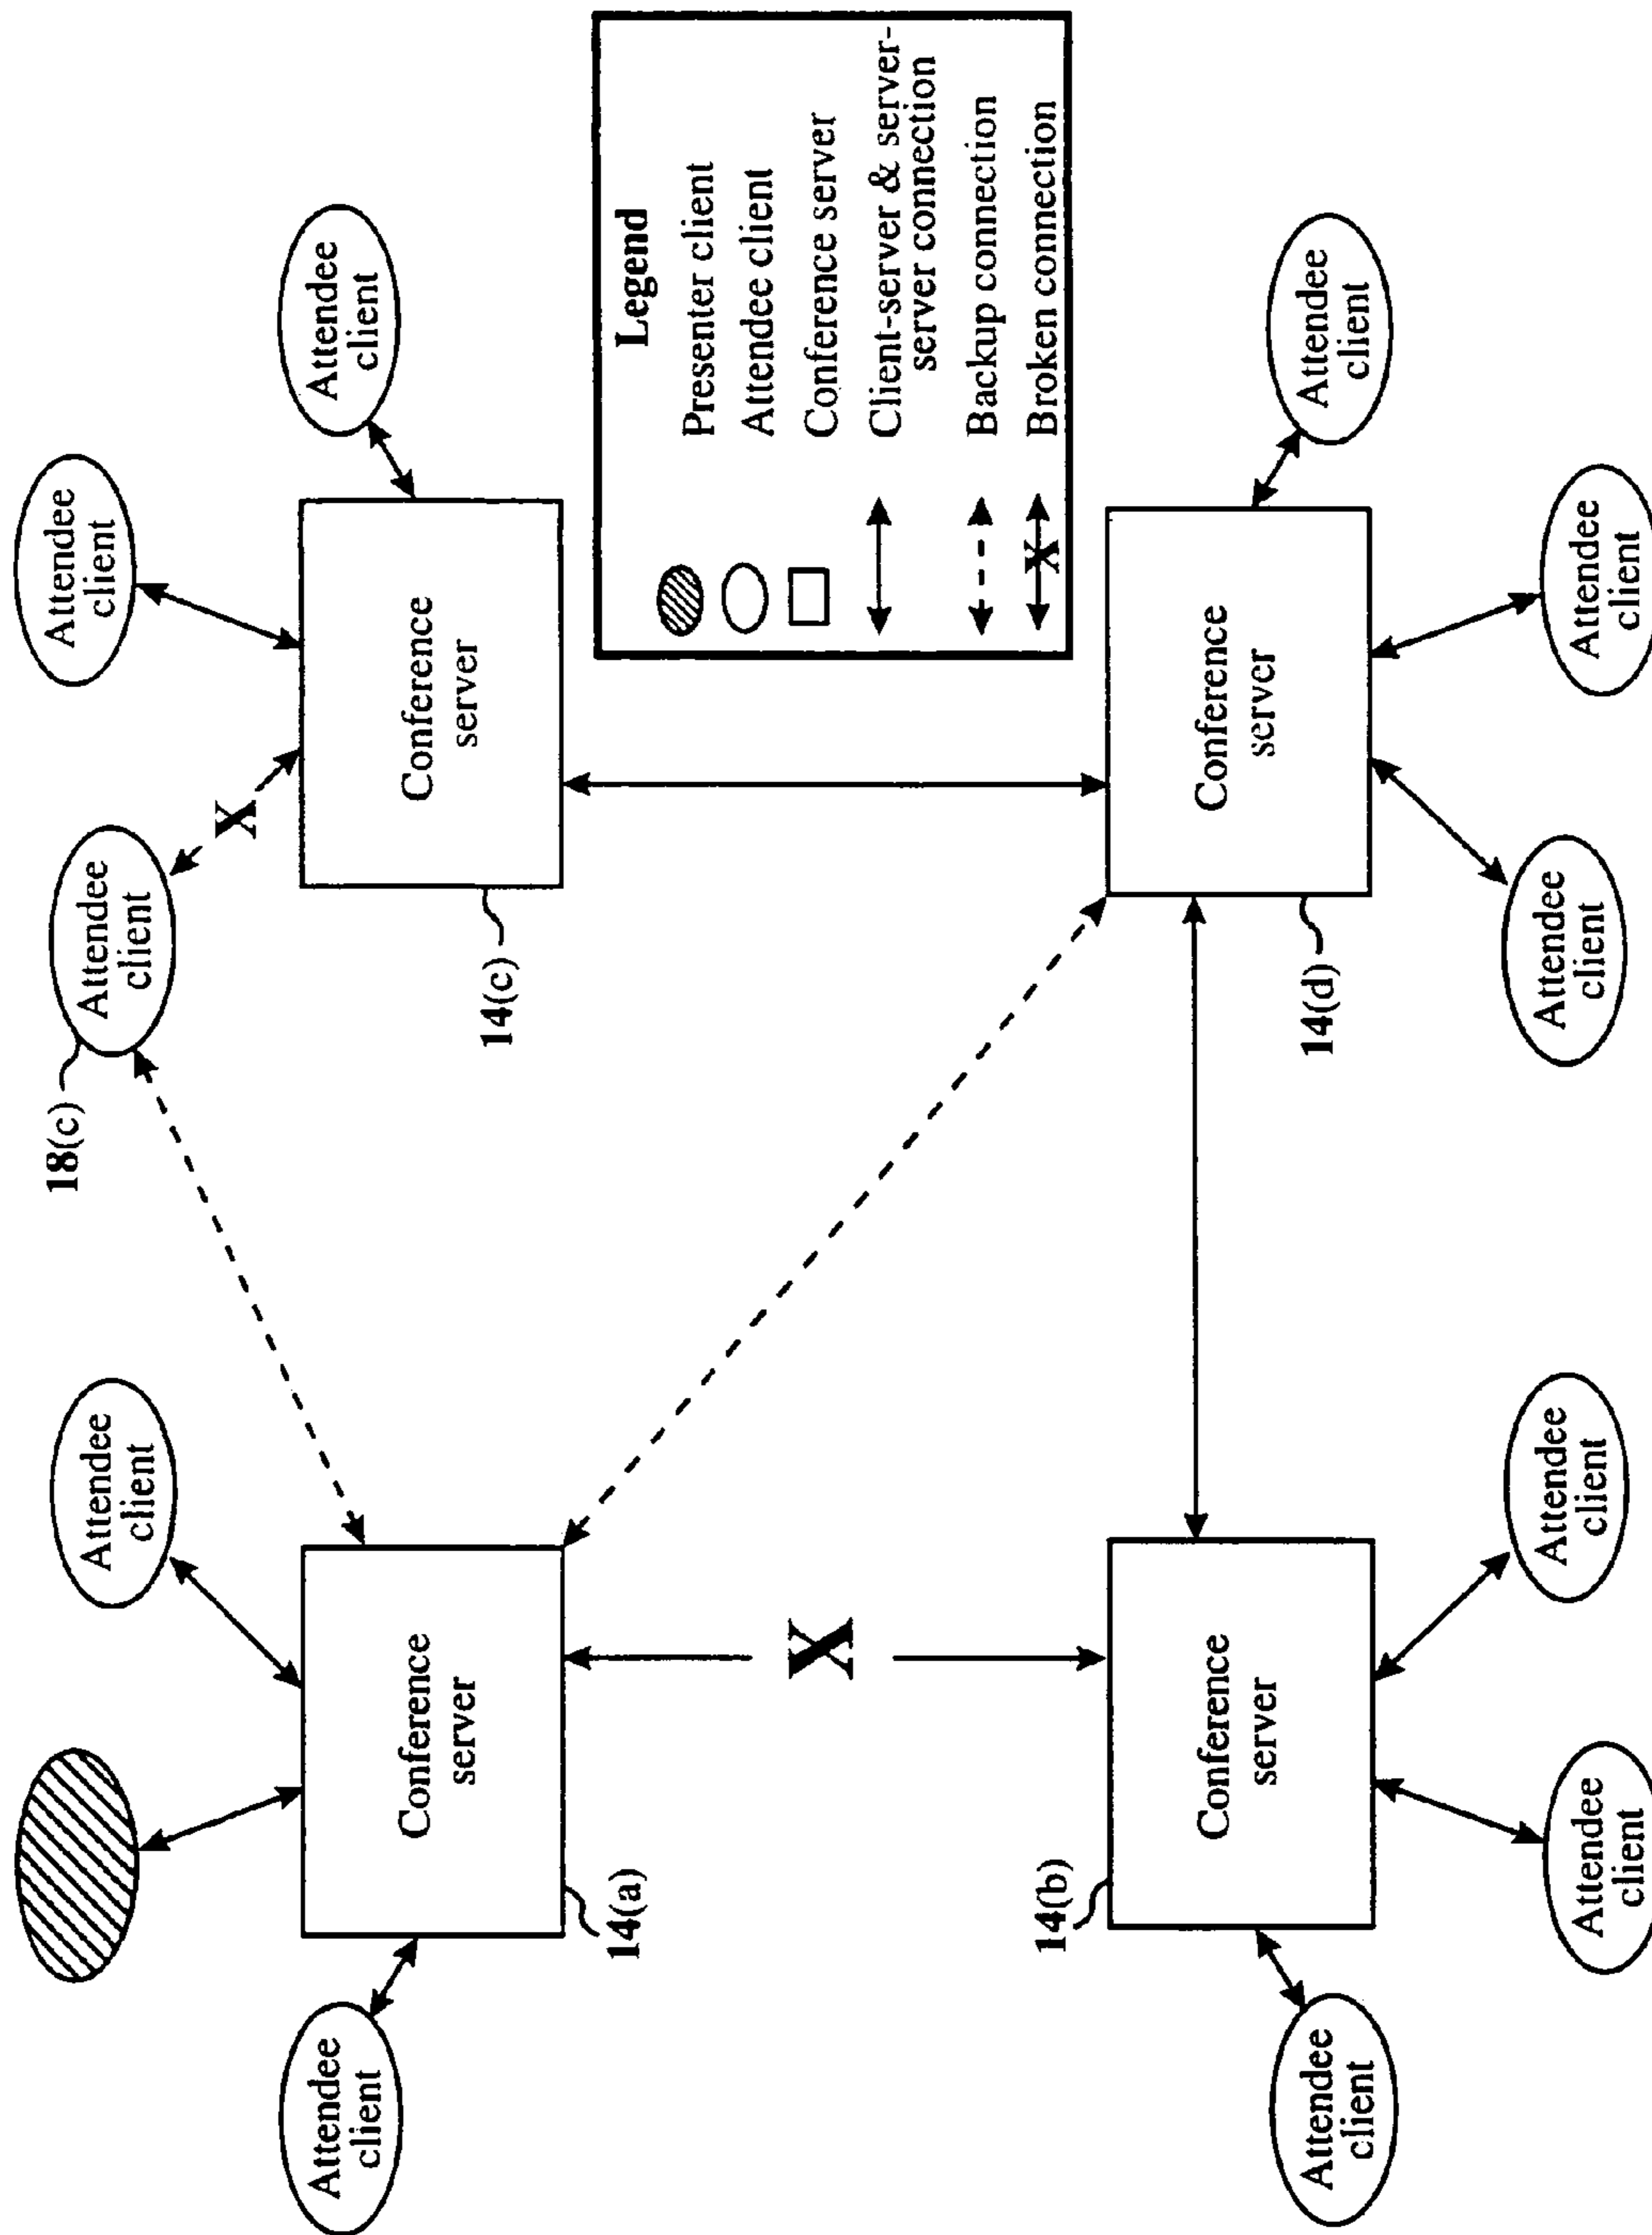 Attendee
client
18(c)
Attendee
client
Attendee
client
Attendee
client
Conference
server
14(a)
Conference
server
14(c)
Attendee
client
Legend
Presenter client
Attendee client
Conference server
Client-server & server-
server connection
Backup connection
X
Broken connection
X
X
Attendee
client
14(b)
Conference
server
Conference
server
14(d)
Attendee
client
Attendee
client
Attendee
client
Attendee
client
Attendee
client